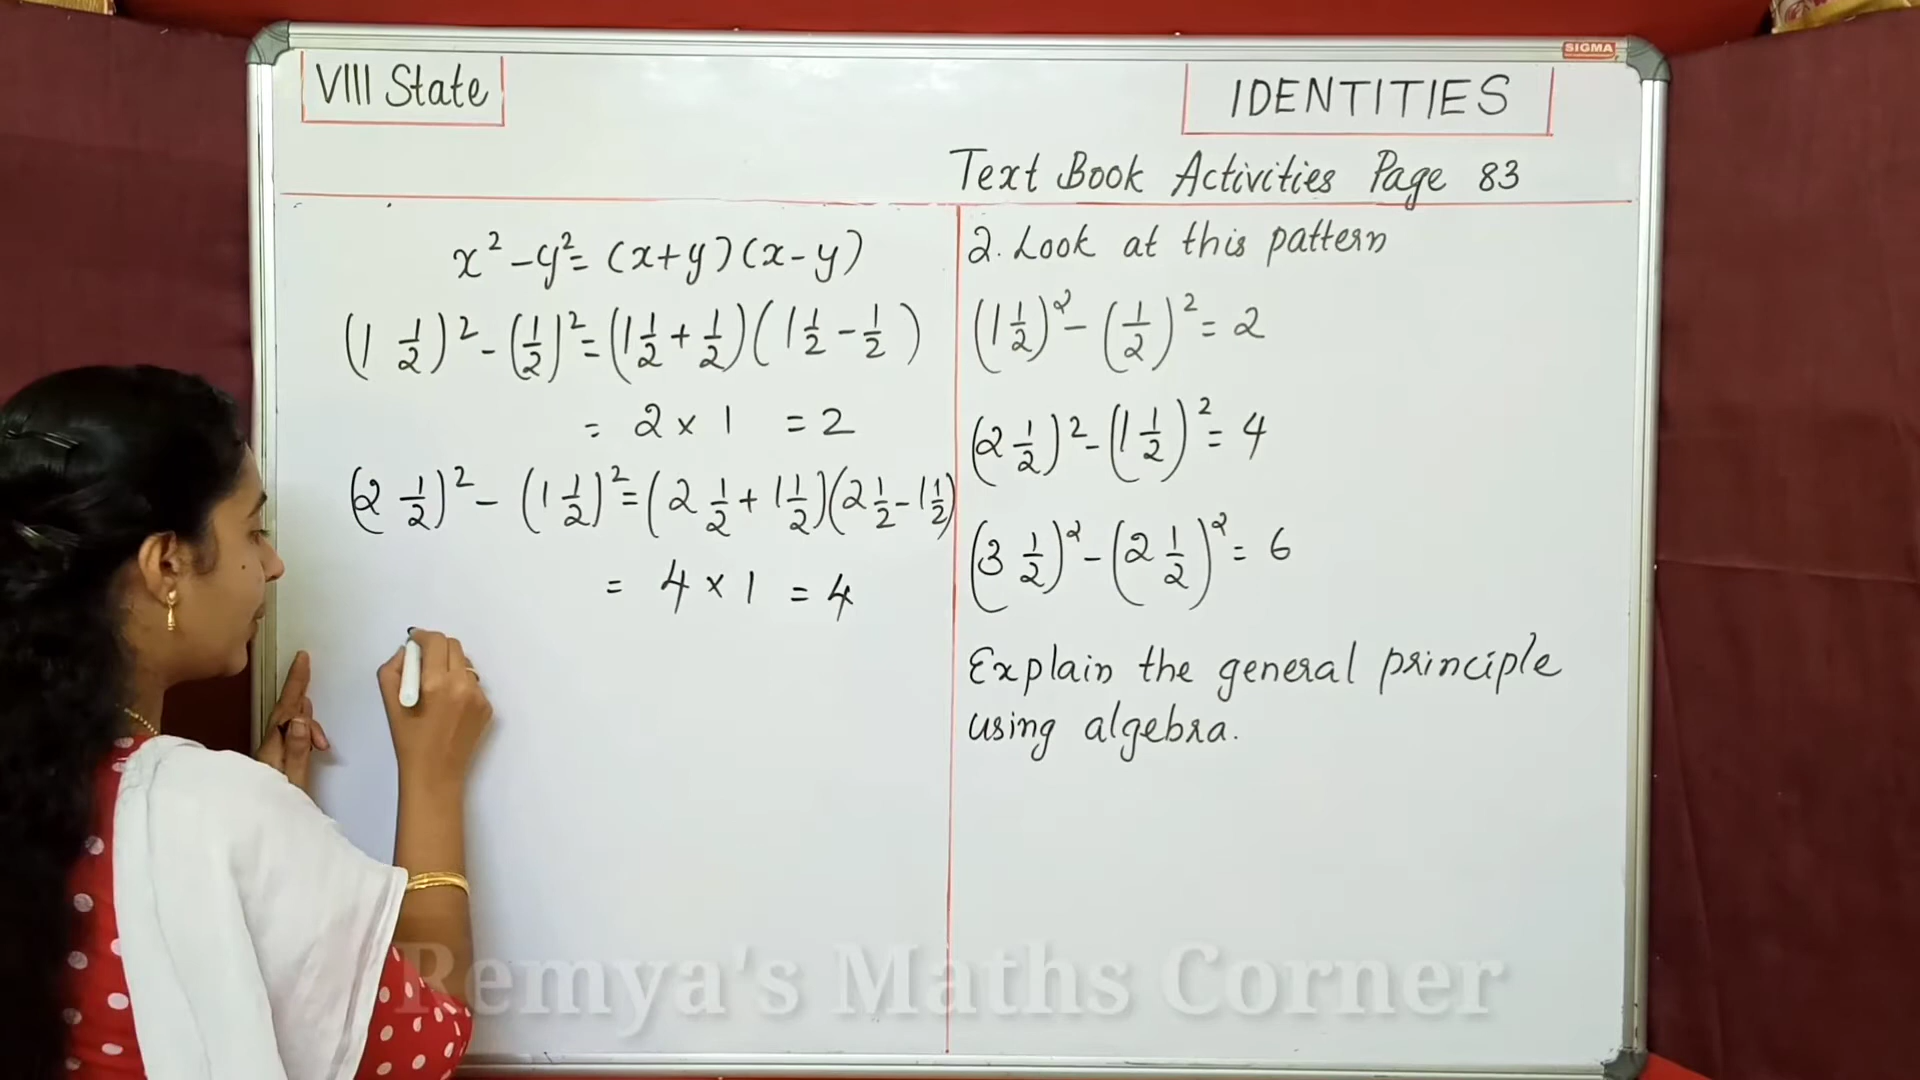 SIGMA
VIII State
IDENTITIES
Text Book Activities Page 83
x² - y² = (x+y)(x-y)
(1 1/2)² - (1/2)² = (1 1/2 + 1/2)(1 1/2 - 1/2)
= 2 × 1 = 2
(2 1/2)² - (1 1/2)² = (2 1/2 + 1 1/2)(2 1/2 - 1 1/2)
= 4 × 1 = 4
2. Look at this pattern
(1 1/2)² - (1/2)² = 2
(2 1/2)² - (1 1/2)² = 4
(3 1/2)² - (2 1/2)² = 6
Explain the general principle
using algebra.
Remya's Maths Corner